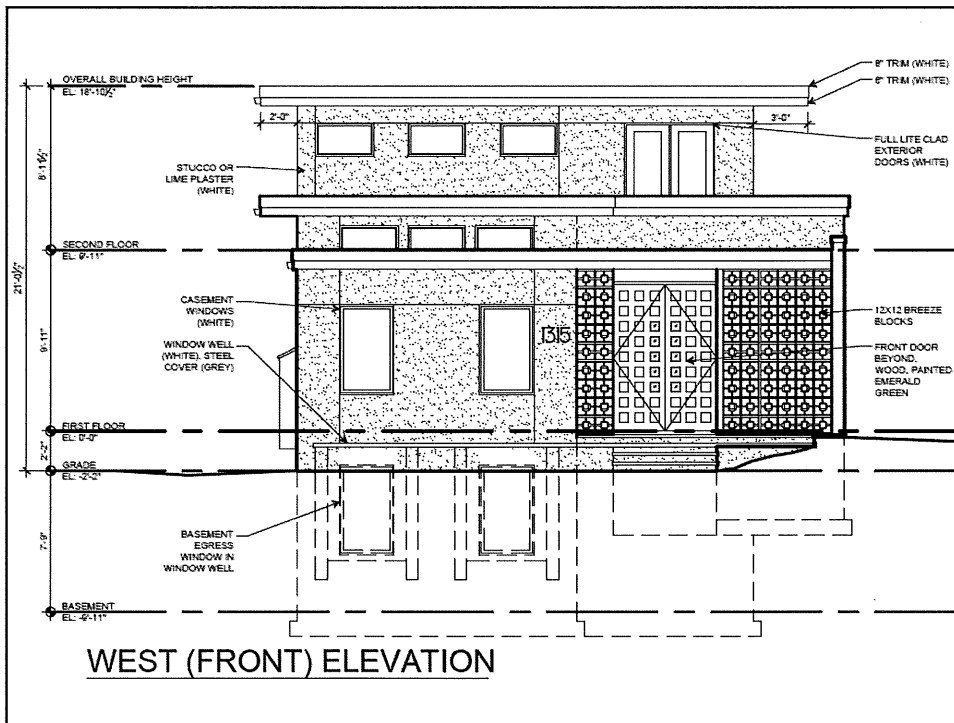 OVERALL BUILDING HEIGHT
EL: 18'-10½"
8" TRIM (WHITE)
6" TRIM (WHITE)
2'-0"
3'-0"
FULL LITE CLAD
EXTERIOR
DOORS (WHITE)
STUCCO OR
LIME PLASTER
(WHITE)
8'-11½"
SECOND FLOOR
EL: 9'-11"
21'-0½"
CASEMENT
WINDOWS
(WHITE)
12X12 BREEZE
BLOCKS
WINDOW WELL
(WHITE), STEEL
COVER (GREY)
1315
FRONT DOOR
BEYOND,
WOOD, PAINTED
EMERALD
GREEN
9'-11"
FIRST FLOOR
EL: 0'-0"
2'-2"
GRADE
EL: -2'-2"
BASEMENT
EGRESS
WINDOW IN
WINDOW WELL
7'-9"
BASEMENT
EL: -9'-11"
WEST (FRONT) ELEVATION